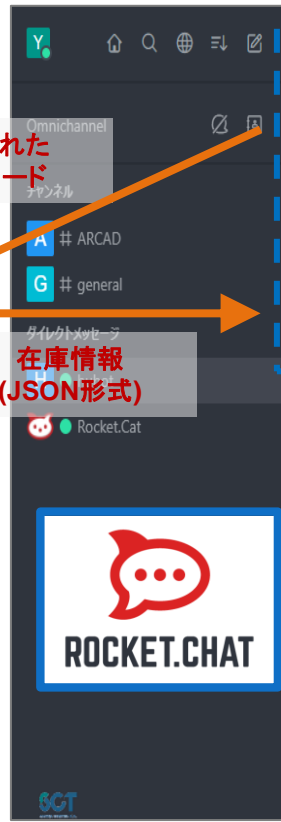 Y
Omnichannel
れた
ード
チャンネル
A # ARCAD
G # general
ダイレクトメッセージ
在庫情報
(JSON形式)
H
Rocket.Cat
ROCKET.CHAT